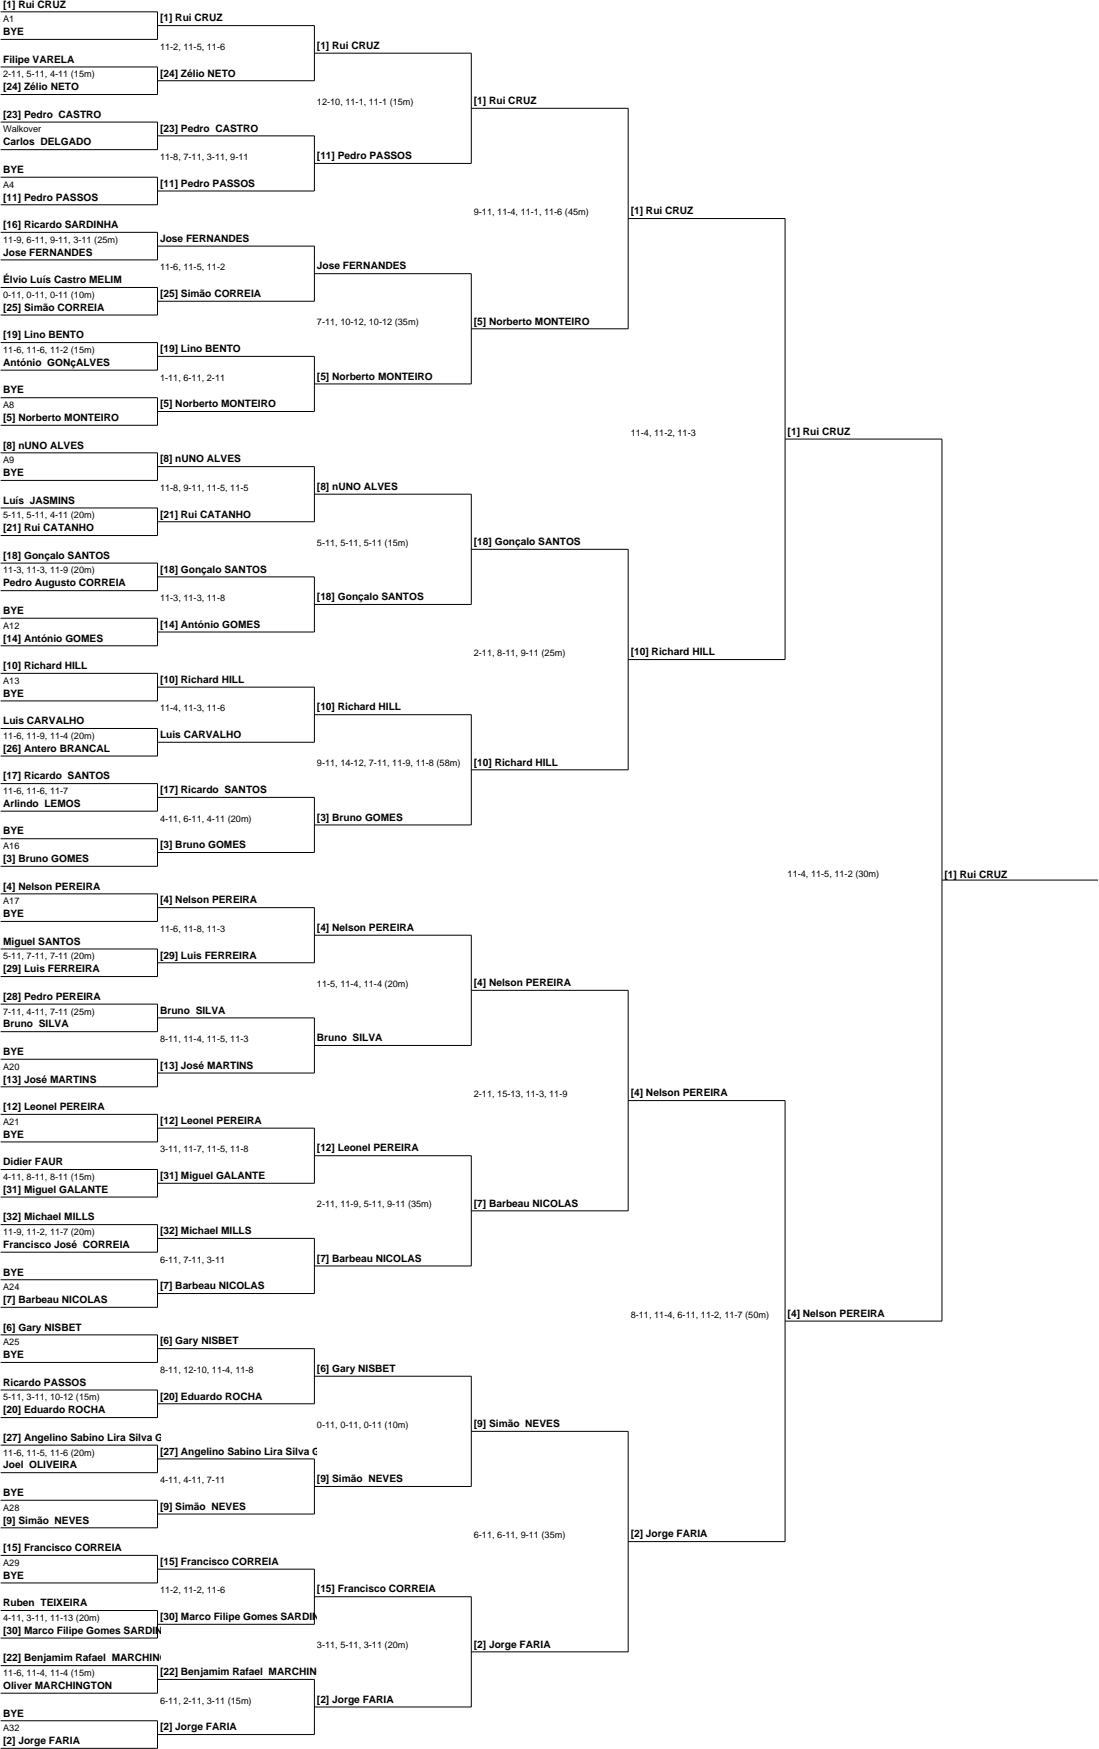 [1] Rui CRUZ
A1
BYE
Filipe VARELA
2-11, 5-11, 4-11 (15m)
[24] Zélio NETO
[23] Pedro  CASTRO
Walkover
Carlos  DELGADO
BYE
A4
[11] Pedro PASSOS
[16] Ricardo SARDINHA
11-9, 6-11, 9-11, 3-11 (25m)
Jose FERNANDES
Élvio Luís Castro MELIM
0-11, 0-11, 0-11 (10m)
[25] Simão CORREIA
[19] Lino BENTO
11-6, 11-6, 11-2 (15m)
António  GONçALVES
BYE
A8
[5] Norberto MONTEIRO
[8] nUNO ALVES
A9
BYE
Luís  JASMINS
5-11, 5-11, 4-11 (20m)
[21] Rui CATANHO
[18] Gonçalo SANTOS
11-3, 11-3, 11-9 (20m)
Pedro Augusto CORREIA
BYE
A12
[14] António GOMES
[10] Richard HILL
A13
BYE
Luis CARVALHO
11-6, 11-9, 11-4 (20m)
[26] Antero BRANCAL
[17] Ricardo  SANTOS
11-6, 11-6, 11-7
Arlindo  LEMOS
BYE
A16
[3] Bruno GOMES
[4] Nelson PEREIRA
A17
BYE
Miguel SANTOS
5-11, 7-11, 7-11 (20m)
[29] Luis FERREIRA
[28] Pedro PEREIRA
7-11, 4-11, 7-11 (25m)
Bruno  SILVA
BYE
A20
[13] José MARTINS
[12] Leonel PEREIRA
A21
BYE
Didier FAUR
4-11, 8-11, 8-11 (15m)
[31] Miguel GALANTE
[32] Michael MILLS
11-9, 11-2, 11-7 (20m)
Francisco José  CORREIA
BYE
A24
[7] Barbeau NICOLAS
[6] Gary NISBET
A25
BYE
Ricardo PASSOS
5-11, 3-11, 10-12 (15m)
[20] Eduardo ROCHA
[27] Angelino Sabino Lira Silva G
11-6, 11-5, 11-6 (20m)
Joel  OLIVEIRA
BYE
A28
[9] Simão  NEVES
[15] Francisco CORREIA
A29
BYE
Ruben  TEIXEIRA
4-11, 3-11, 11-13 (20m)
[30] Marco Filipe Gomes SARDIN
[22] Benjamim Rafael  MARCHIN
11-6, 11-4, 11-4 (15m)
Oliver MARCHINGTON
BYE
A32
[2] Jorge FARIA
[1] Rui CRUZ
11-2, 11-5, 11-6
[24] Zélio NETO
[23] Pedro  CASTRO
11-8, 7-11, 3-11, 9-11
[11] Pedro PASSOS
Jose FERNANDES
11-6, 11-5, 11-2
[25] Simão CORREIA
[19] Lino BENTO
1-11, 6-11, 2-11
[5] Norberto MONTEIRO
[8] nUNO ALVES
11-8, 9-11, 11-5, 11-5
[21] Rui CATANHO
[18] Gonçalo SANTOS
11-3, 11-3, 11-8
[14] António GOMES
[10] Richard HILL
11-4, 11-3, 11-6
Luis CARVALHO
[17] Ricardo  SANTOS
4-11, 6-11, 4-11 (20m)
[3] Bruno GOMES
[4] Nelson PEREIRA
11-6, 11-8, 11-3
[29] Luis FERREIRA
Bruno  SILVA
8-11, 11-4, 11-5, 11-3
[13] José MARTINS
[12] Leonel PEREIRA
3-11, 11-7, 11-5, 11-8
[31] Miguel GALANTE
[32] Michael MILLS
6-11, 7-11, 3-11
[7] Barbeau NICOLAS
[6] Gary NISBET
8-11, 12-10, 11-4, 11-8
[20] Eduardo ROCHA
[27] Angelino Sabino Lira Silva G
4-11, 4-11, 7-11
[9] Simão  NEVES
[15] Francisco CORREIA
11-2, 11-2, 11-6
[30] Marco Filipe Gomes SARDIN
[22] Benjamim Rafael  MARCHIN
6-11, 2-11, 3-11 (15m)
[2] Jorge FARIA
[1] Rui CRUZ
12-10, 11-1, 11-1 (15m)
[11] Pedro PASSOS
Jose FERNANDES
7-11, 10-12, 10-12 (35m)
[5] Norberto MONTEIRO
[8] nUNO ALVES
5-11, 5-11, 5-11 (15m)
[18] Gonçalo SANTOS
[10] Richard HILL
9-11, 14-12, 7-11, 11-9, 11-8 (58m)
[3] Bruno GOMES
[4] Nelson PEREIRA
11-5, 11-4, 11-4 (20m)
Bruno  SILVA
[12] Leonel PEREIRA
2-11, 11-9, 5-11, 9-11 (35m)
[7] Barbeau NICOLAS
[6] Gary NISBET
0-11, 0-11, 0-11 (10m)
[9] Simão  NEVES
[15] Francisco CORREIA
3-11, 5-11, 3-11 (20m)
[2] Jorge FARIA
[1] Rui CRUZ
9-11, 11-4, 11-1, 11-6 (45m)
[5] Norberto MONTEIRO
[18] Gonçalo SANTOS
2-11, 8-11, 9-11 (25m)
[10] Richard HILL
[4] Nelson PEREIRA
2-11, 15-13, 11-3, 11-9
[7] Barbeau NICOLAS
[9] Simão  NEVES
6-11, 6-11, 9-11 (35m)
[2] Jorge FARIA
[1] Rui CRUZ
11-4, 11-2, 11-3
[10] Richard HILL
[4] Nelson PEREIRA
8-11, 11-4, 6-11, 11-2, 11-7 (50m)
[2] Jorge FARIA
[1] Rui CRUZ
11-4, 11-5, 11-2 (30m)
[4] Nelson PEREIRA
[1] Rui CRUZ